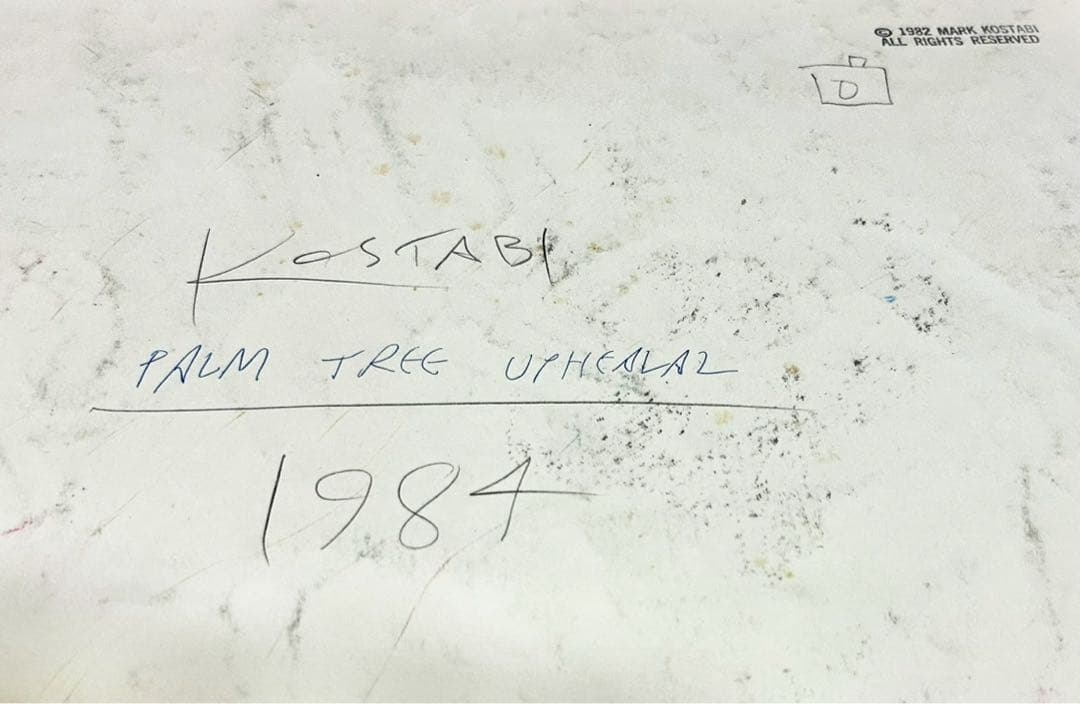 © 1982 MARK KOSTABI
ALL RIGHTS RESERVED
D
KOSTABI
PALM TREE UPHEAVAL
1984